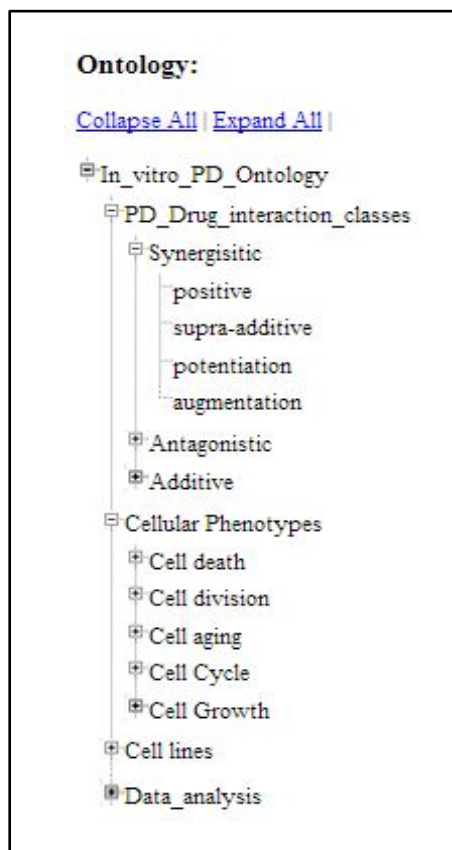 Ontology:
Collapse All | Expand All |
In_vitro_PD_Ontology
PD_Drug_interaction_classes
Synergisitic
positive
supra-additive
potentiation
augmentation
Antagonistic
Additive
Cellular Phenotypes
Cell death
Cell division
Cell aging
Cell Cycle
Cell Growth
Cell lines
Data_analysis